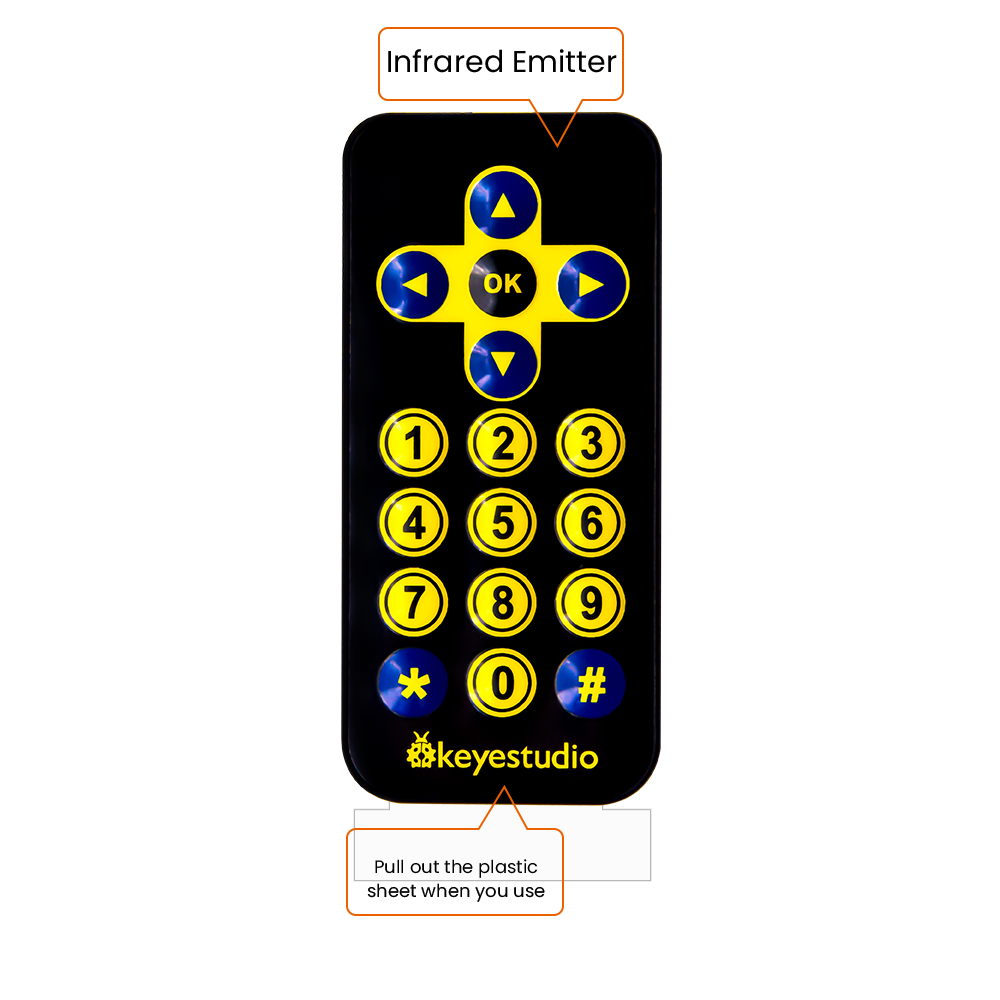 Infrared Emitter
▲
◀ OK ▶
▼
1 2 3
4 5 6
7 8 9
* 0 #
keyestudio
Pull out the plastic
sheet when you use